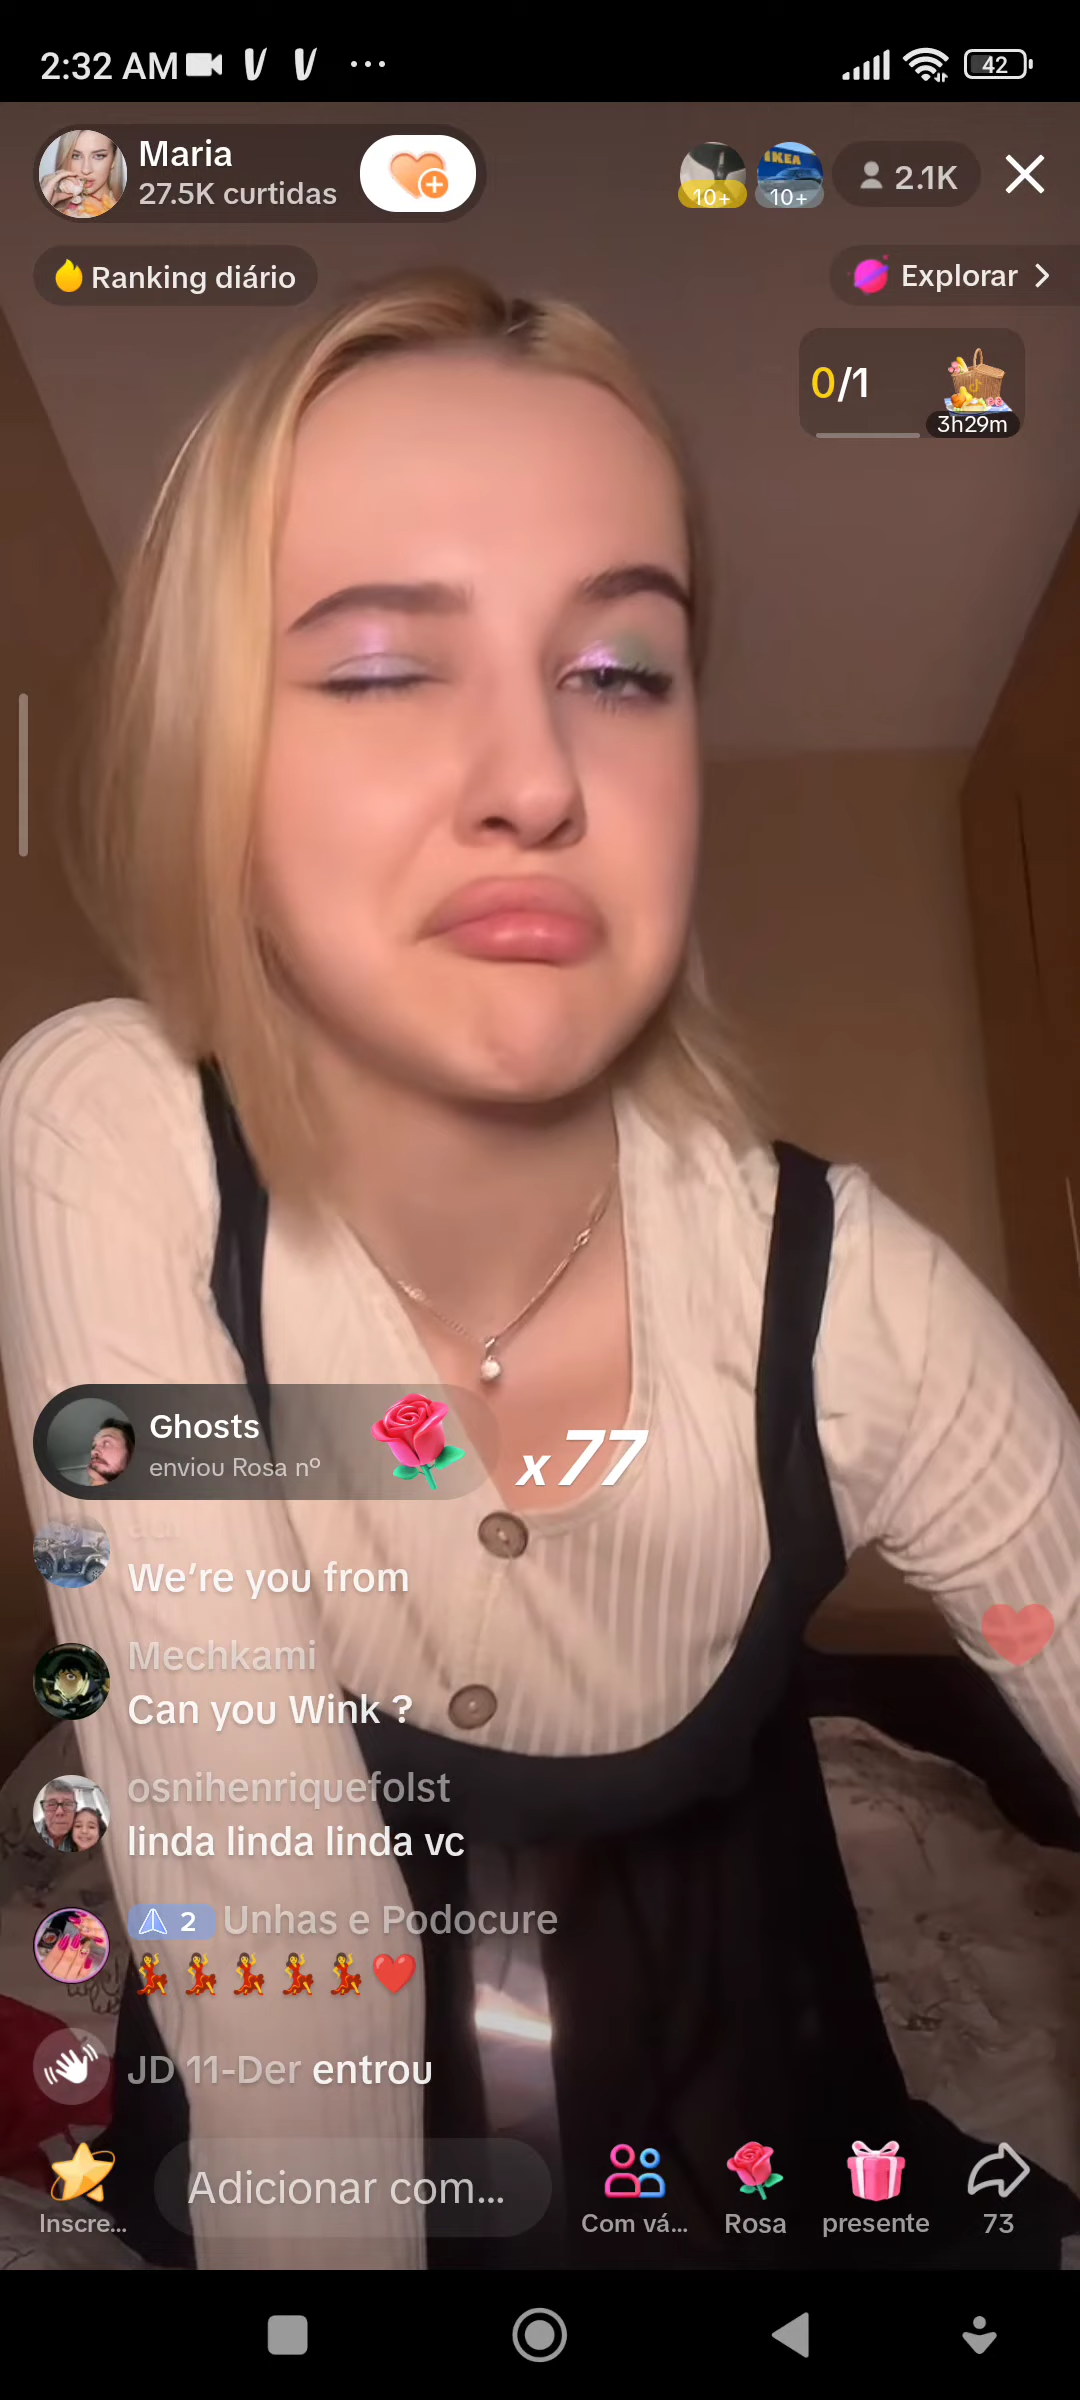 2:32 AM
42
Maria
27.5K curtidas
10+
IKEA
10+
2.1K
Ranking diário
Explorar
0/1
3h29m
Ghosts
enviou Rosa nº
x77
We’re you from
Mechkami
Can you Wink ?
osnihenriquefolst
linda linda linda vc
2 Unhas e Podocure
JD 11-Der entrou
Inscre...
Adicionar com...
Com vá...
Rosa
presente
73